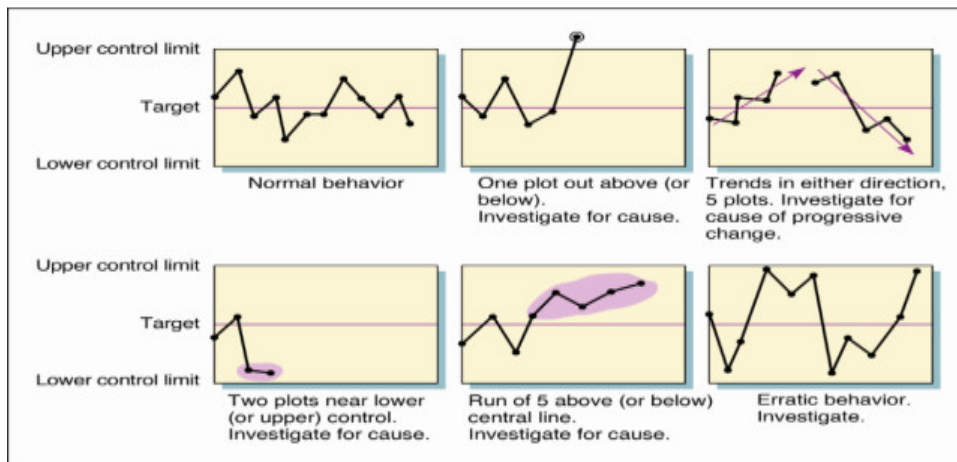 Upper control limit
Target
Lower control limit
Normal behavior
One plot out above (or
below).
Investigate for cause.
Trends in either direction,
5 plots. Investigate for
cause of progressive
change.
Upper control limit
Target
Lower control limit
Two plots near lower
(or upper) control.
Investigate for cause.
Run of 5 above (or below)
central line.
Investigate for cause.
Erratic behavior.
Investigate.